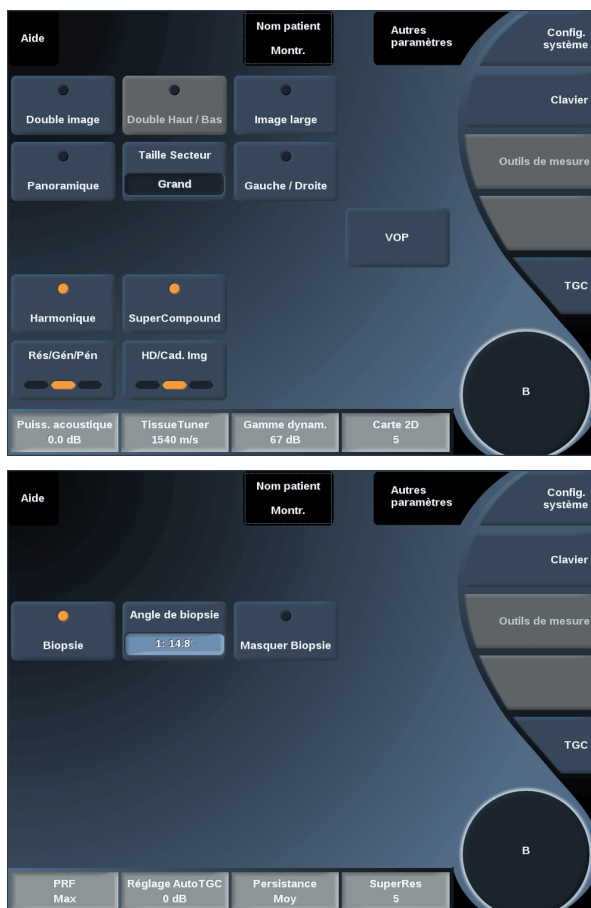 Aide
Nom patient
Montr.
Autres
paramètres
Config.
système
Double image
Double Haut / Bas
Image large
Clavier
Panoramique
Taille Secteur
Grand
Gauche / Droite
Outils de mesure
VOP
TGC
Harmonique
SuperCompound
Rés/Gén/Pén
HD/Cad. Img
B
Puiss. acoustique
0.0 dB
TissueTuner
1540 m/s
Gamme dynam.
67 dB
Carte 2D
5
Aide
Nom patient
Montr.
Autres
paramètres
Config.
système
Clavier
Biopsie
Angle de biopsie
1: 14.8°
Masquer Biopsie
Outils de mesure
TGC
B
PRF
Max
Réglage AutoTGC
0 dB
Persistance
Moy
SuperRes
5